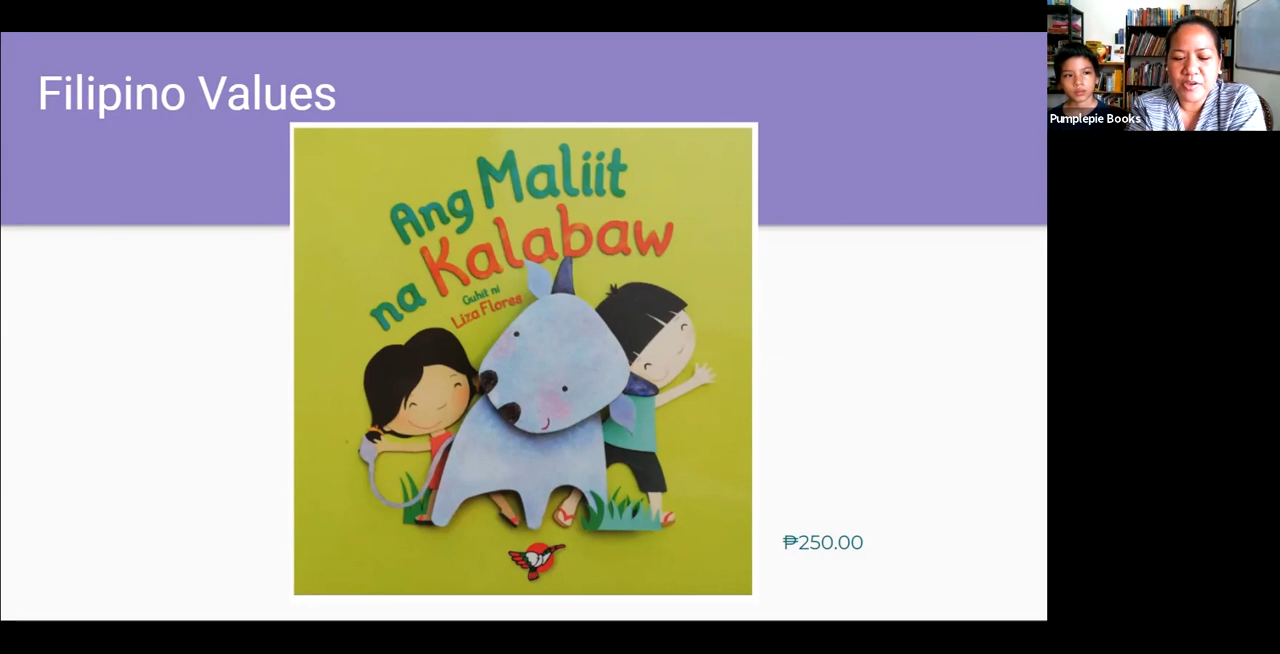 Filipino Values
Ang Maliit
na Kalabaw
Guhit ni
Liza Flores
₱250.00
Pumplepie Books